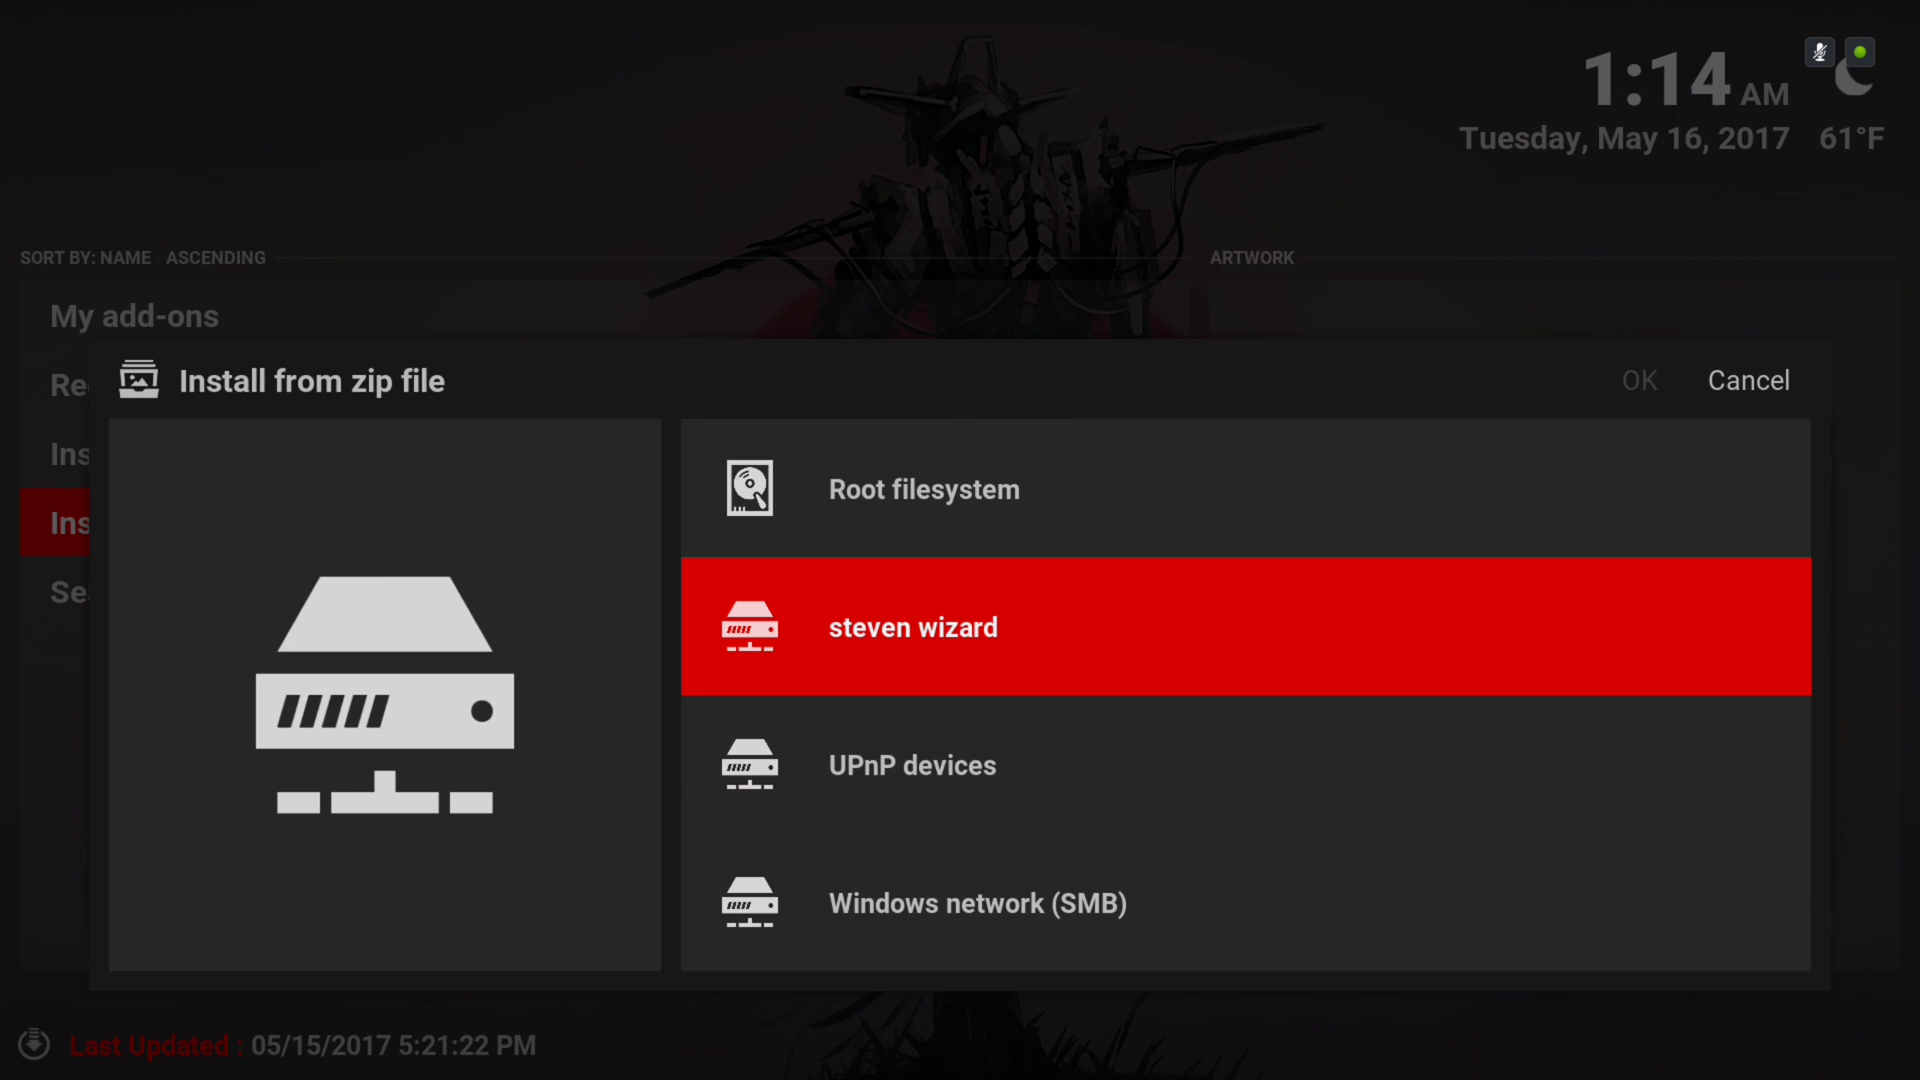 1:14 AM
Tuesday, May 16, 2017 61°F
SORT BY: NAME ASCENDING
ARTWORK
My add-ons
Re
Ins
Ins
Se
Install from zip file
OK
Cancel
Root filesystem
steven wizard
UPnP devices
Windows network (SMB)
Last Updated : 05/15/2017 5:21:22 PM